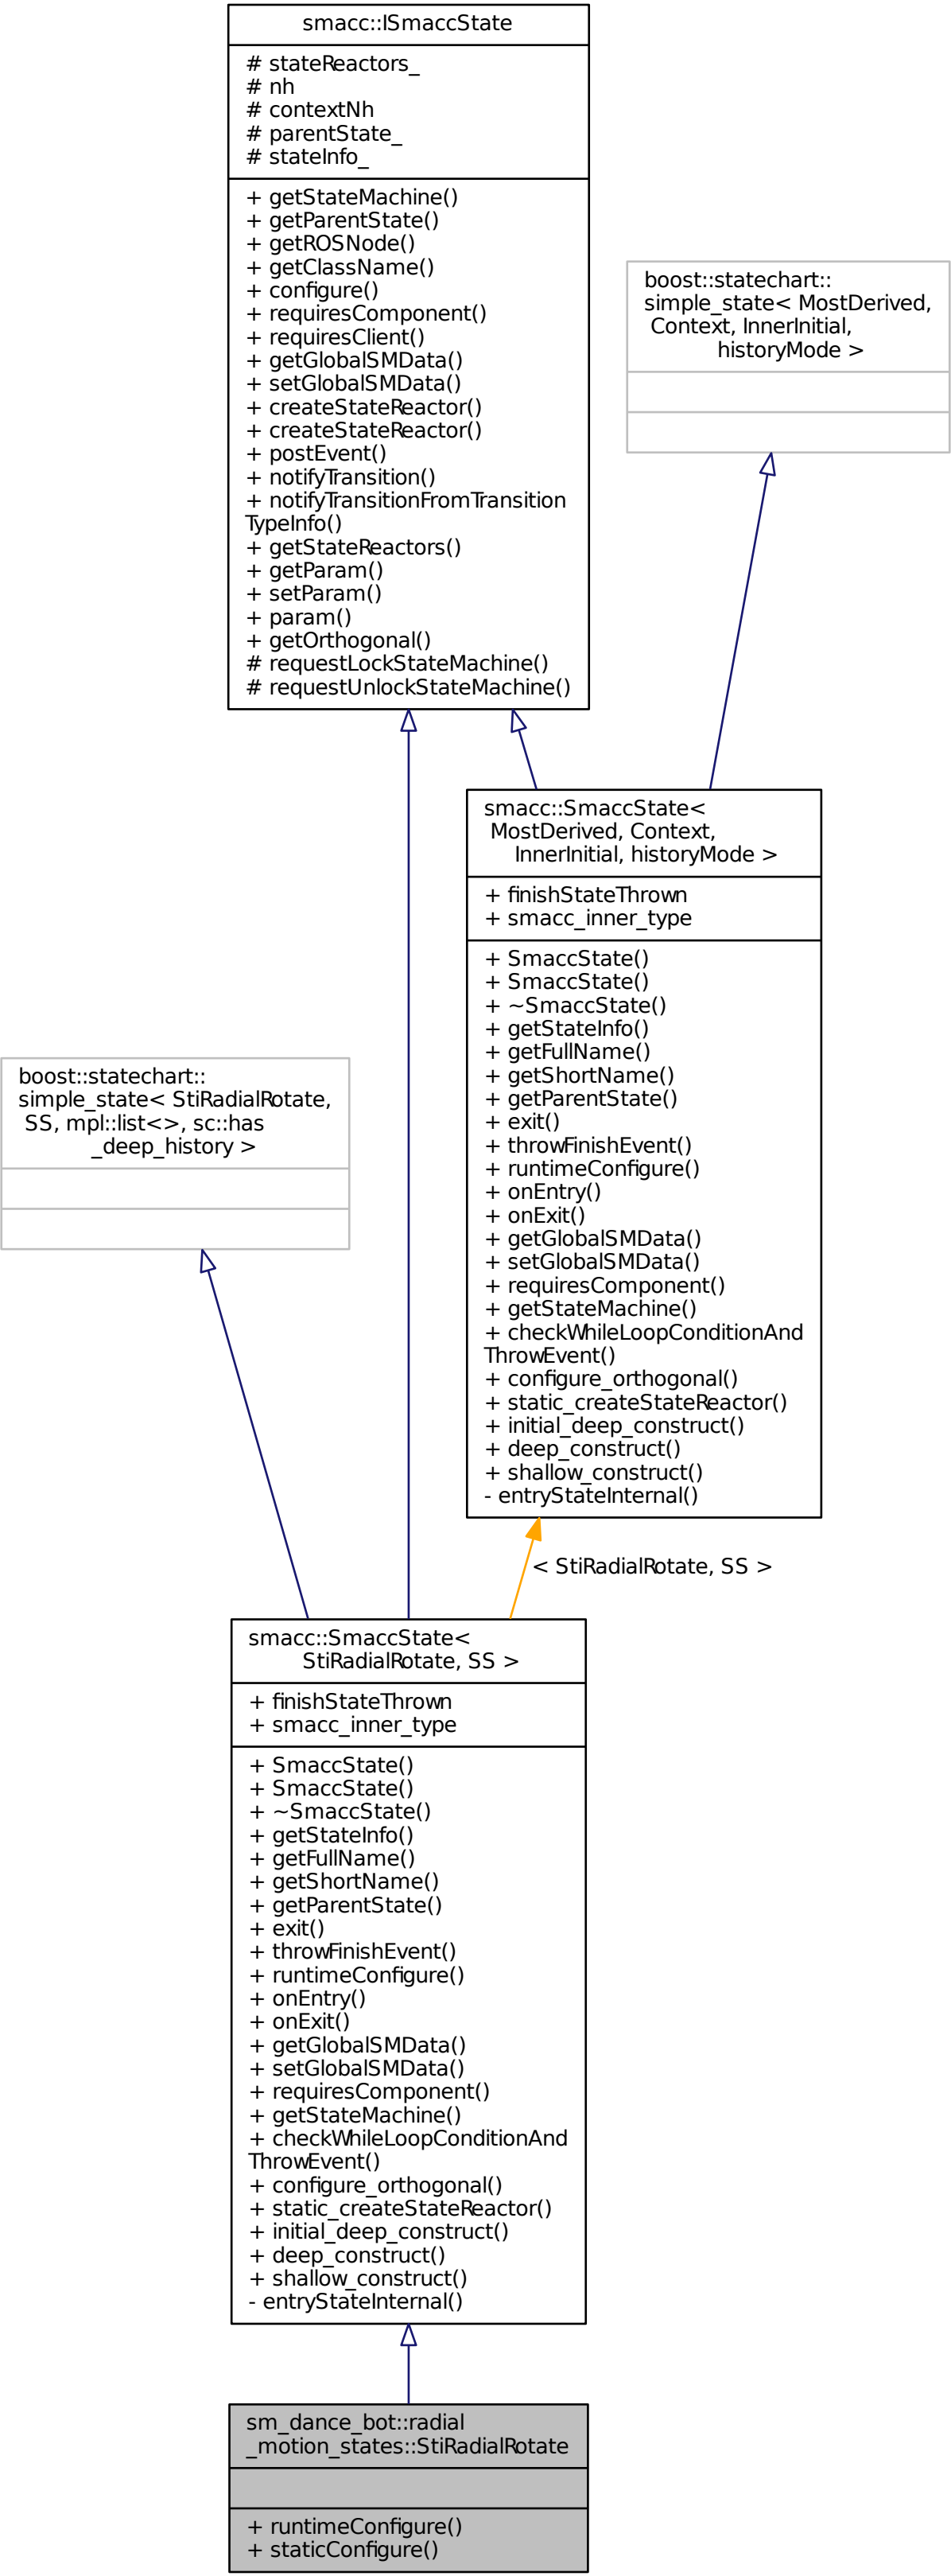 smacc::ISmaccState
# stateReactors_
# nh
# contextNh
# parentState_
# stateInfo_
+ getStateMachine()
+ getParentState()
+ getROSNode()
+ getClassName()
+ configure()
+ requiresComponent()
+ requiresClient()
+ getGlobalSMData()
+ setGlobalSMData()
+ createStateReactor()
+ createStateReactor()
+ postEvent()
+ notifyTransition()
+ notifyTransitionFromTransition
TypeInfo()
+ getStateReactors()
+ getParam()
+ setParam()
+ param()
+ getOrthogonal()
# requestLockStateMachine()
# requestUnlockStateMachine()
boost::statechart::
simple_state< MostDerived,
Context, InnerInitial,
historyMode >
smacc::SmaccState<
MostDerived, Context,
InnerInitial, historyMode >
+ finishStateThrown
+ smacc_inner_type
+ SmaccState()
+ SmaccState()
+ ~SmaccState()
+ getStateInfo()
+ getFullName()
+ getShortName()
+ getParentState()
+ exit()
+ throwFinishEvent()
+ runtimeConfigure()
+ onEntry()
+ onExit()
+ getGlobalSMData()
+ setGlobalSMData()
+ requiresComponent()
+ getStateMachine()
+ checkWhileLoopConditionAnd
ThrowEvent()
+ configure_orthogonal()
+ static_createStateReactor()
+ initial_deep_construct()
+ deep_construct()
+ shallow_construct()
- entryStateInternal()
boost::statechart::
simple_state< StiRadialRotate,
SS, mpl::list<>, sc::has
_deep_history >
< StiRadialRotate, SS >
smacc::SmaccState<
StiRadialRotate, SS >
+ finishStateThrown
+ smacc_inner_type
+ SmaccState()
+ SmaccState()
+ ~SmaccState()
+ getStateInfo()
+ getFullName()
+ getShortName()
+ getParentState()
+ exit()
+ throwFinishEvent()
+ runtimeConfigure()
+ onEntry()
+ onExit()
+ getGlobalSMData()
+ setGlobalSMData()
+ requiresComponent()
+ getStateMachine()
+ checkWhileLoopConditionAnd
ThrowEvent()
+ configure_orthogonal()
+ static_createStateReactor()
+ initial_deep_construct()
+ deep_construct()
+ shallow_construct()
- entryStateInternal()
sm_dance_bot::radial
_motion_states::StiRadialRotate
+ runtimeConfigure()
+ staticConfigure()